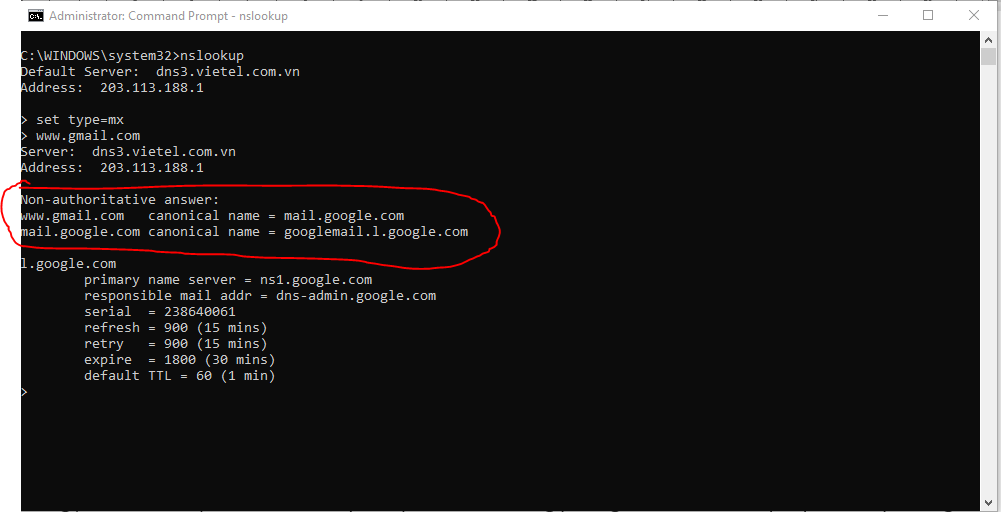 Administrator: Command Prompt - nslookup
C:\WINDOWS\system32>nslookup
Default Server:  dns3.vietel.com.vn
Address:  203.113.188.1
> set type=mx
> www.gmail.com
Server:  dns3.vietel.com.vn
Address:  203.113.188.1
Non-authoritative answer:
www.gmail.com   canonical name = mail.google.com
mail.google.com canonical name = googlemail.l.google.com
l.google.com
        primary name server = ns1.google.com
        responsible mail addr = dns-admin.google.com
        serial  = 238640061
        refresh = 900 (15 mins)
        retry   = 900 (15 mins)
        expire  = 1800 (30 mins)
        default TTL = 60 (1 min)
>